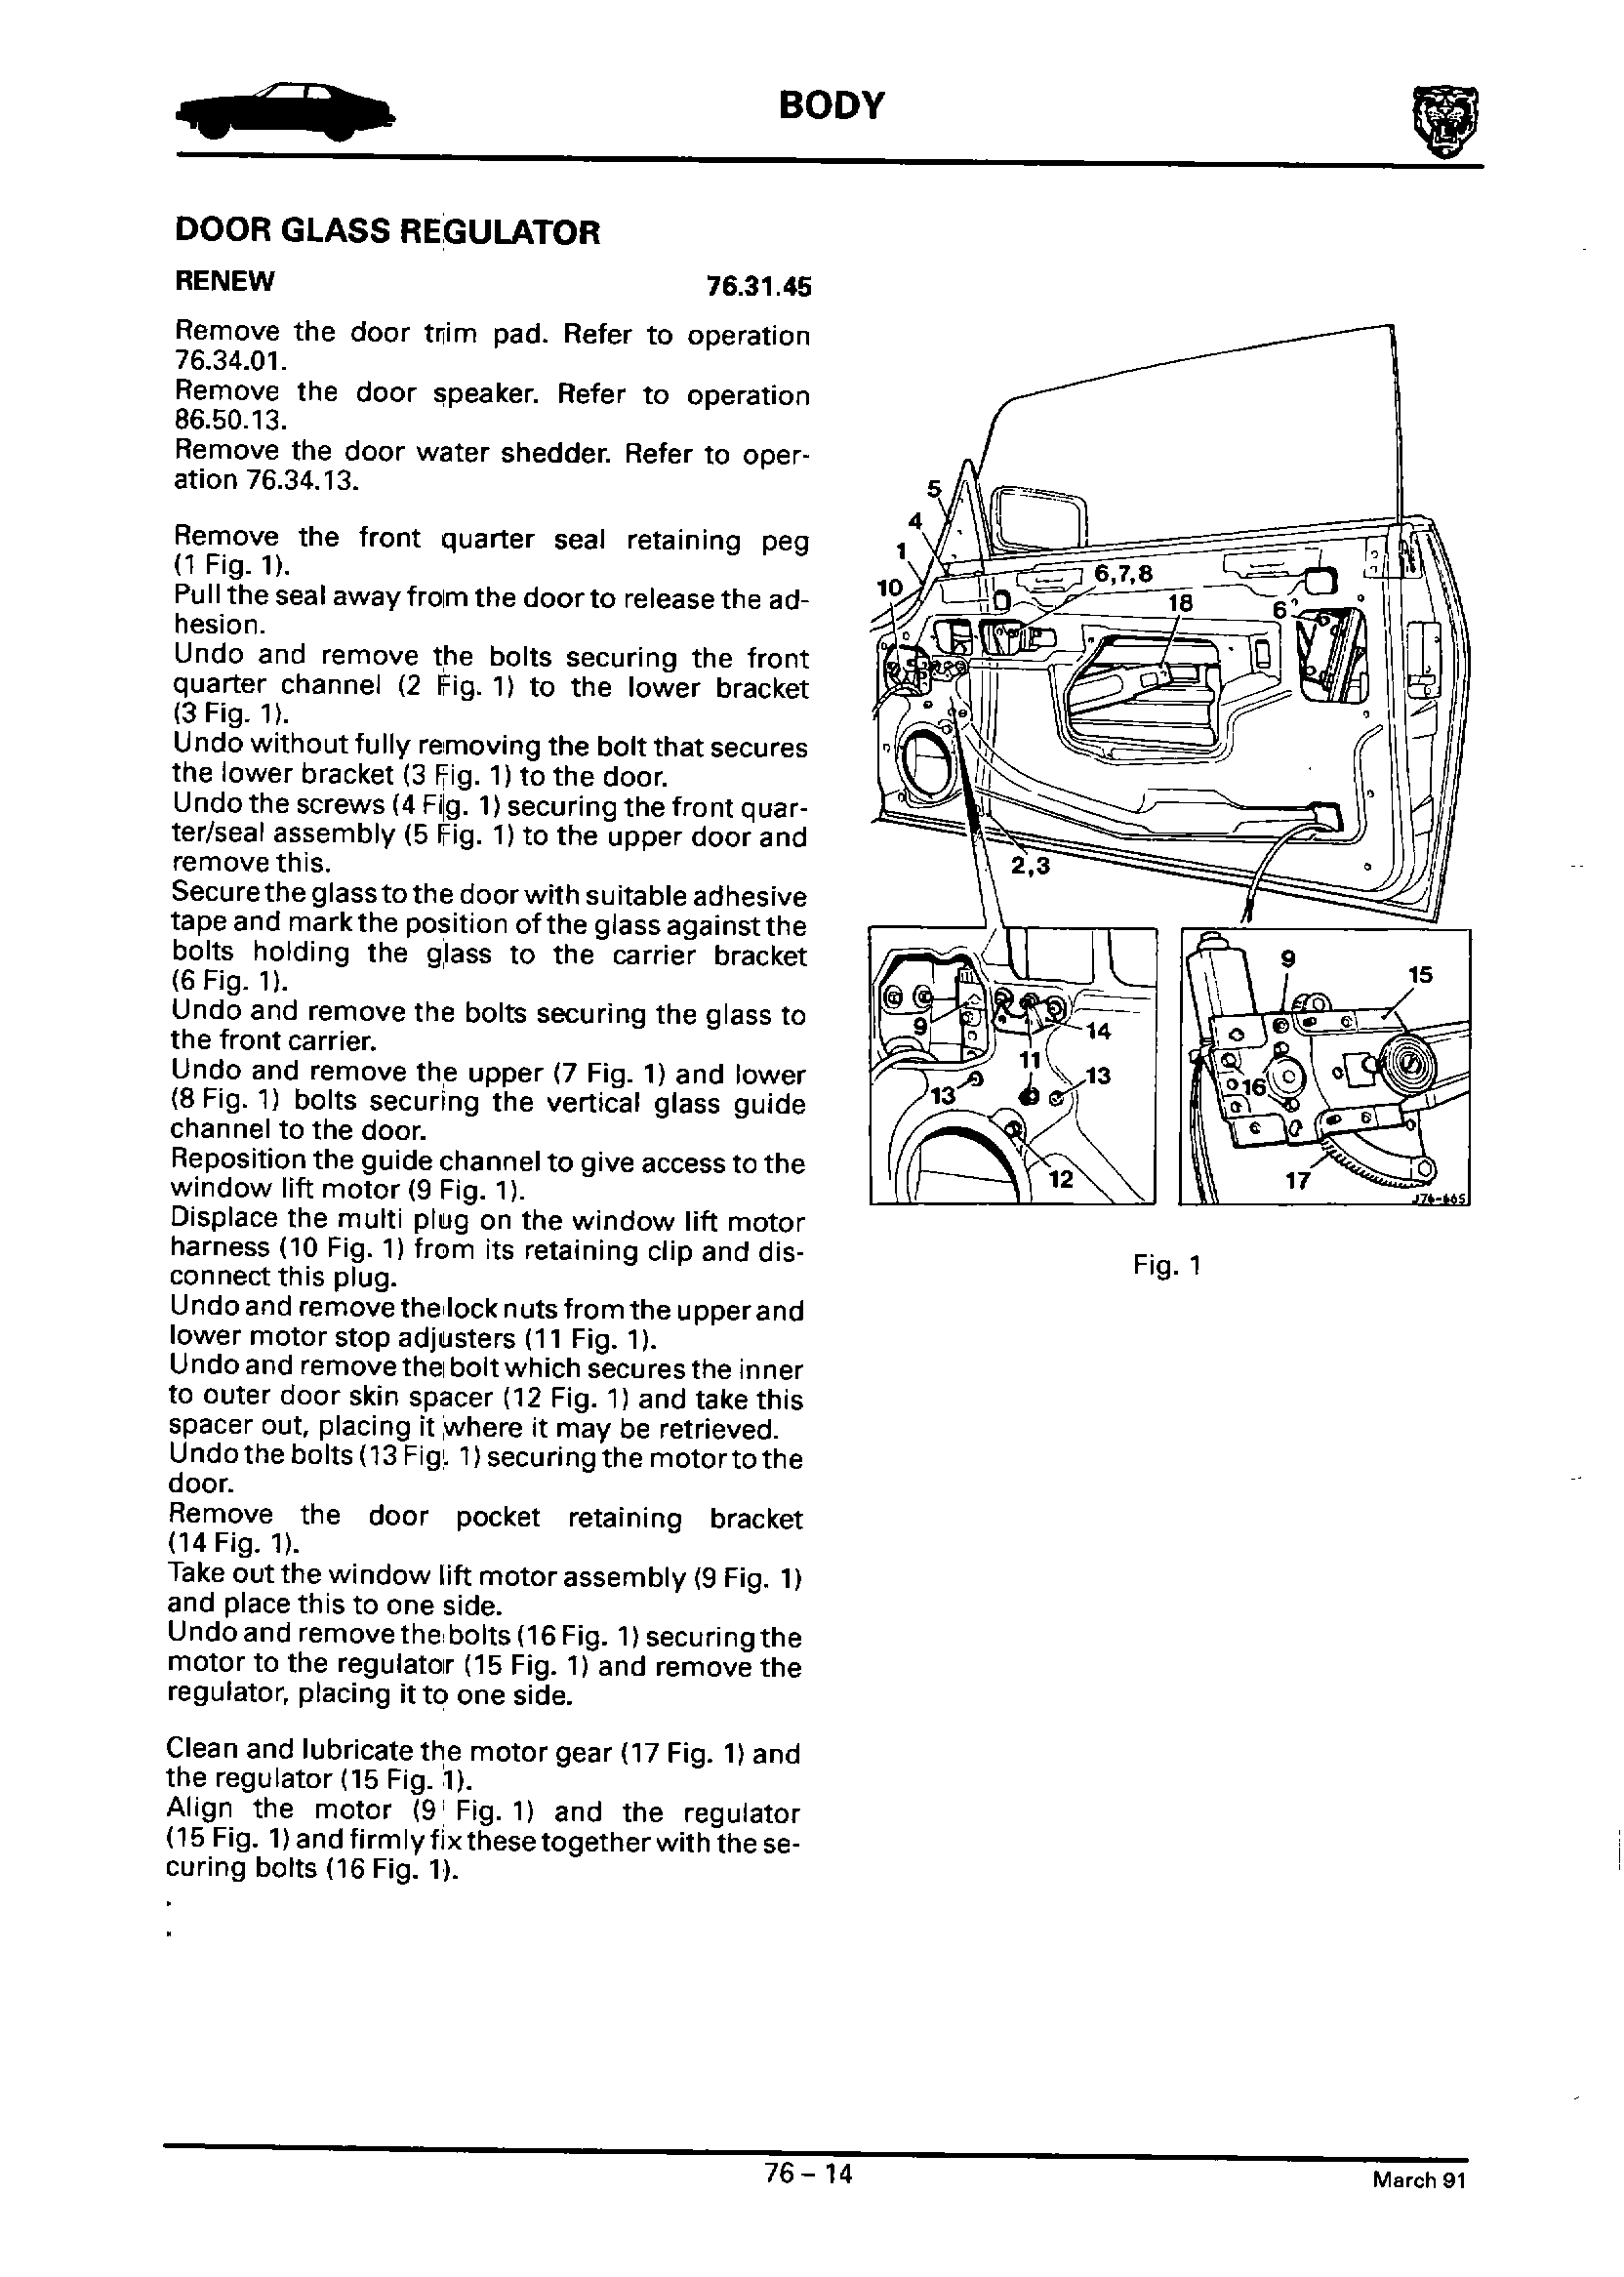 BODY
DOOR GLASS REGULATOR
RENEW 76.31.45
Remove the door trim pad. Refer to operation
76.34.01.
Remove the door speaker. Refer to operation
86.50.13.
Remove the door water shedder. Refer to oper-
ation 76.34.13.
Remove the front quarter seal retaining peg
(1 Fig. 1).
Pull the seal away from the door to release the ad-
hesion.
Undo and remove the bolts securing the front
quarter channel (2 Fig. 1) to the lower bracket
(3 Fig. 1).
Undo without fully removing the bolt that secures
the lower bracket (3 Fig. 1) to the door.
Undo the screws (4 Fig. 1) securing the front quar-
ter/seal assembly (5 Fig. 1) to the upper door and
remove this.
Secure the glass to the door with suitable adhesive
tape and mark the position of the glass against the
bolts holding the glass to the carrier bracket
(6 Fig. 1).
Undo and remove the bolts securing the glass to
the front carrier.
Undo and remove the upper (7 Fig. 1) and lower
(8 Fig. 1) bolts securing the vertical glass guide
channel to the door.
Reposition the guide channel to give access to the
window lift motor (9 Fig. 1).
Displace the multi plug on the window lift motor
harness (10 Fig. 1) from its retaining clip and dis-
connect this plug.
Undo and remove the lock nuts from the upper and
lower motor stop adjusters (11 Fig. 1).
Undo and remove the bolt which secures the inner
to outer door skin spacer (12 Fig. 1) and take this
spacer out, placing it where it may be retrieved.
Undo the bolts (13 Fig. 1) securing the motor to the
door.
Remove the door pocket retaining bracket
(14 Fig. 1).
Take out the window lift motor assembly (9 Fig. 1)
and place this to one side.
Undo and remove the bolts (16 Fig. 1) securing the
motor to the regulator (15 Fig. 1) and remove the
regulator, placing it to one side.
Clean and lubricate the motor gear (17 Fig. 1) and
the regulator (15 Fig. 1).
Align the motor (9 Fig. 1) and the regulator
(15 Fig. 1) and firmly fix these together with the se-
curing bolts (16 Fig. 1).
5
4
1
10
6,7,8
18
6
2,3
9
14
11
13
13
12
9
15
16
17
J76-665
Fig. 1
76 – 14
March 91